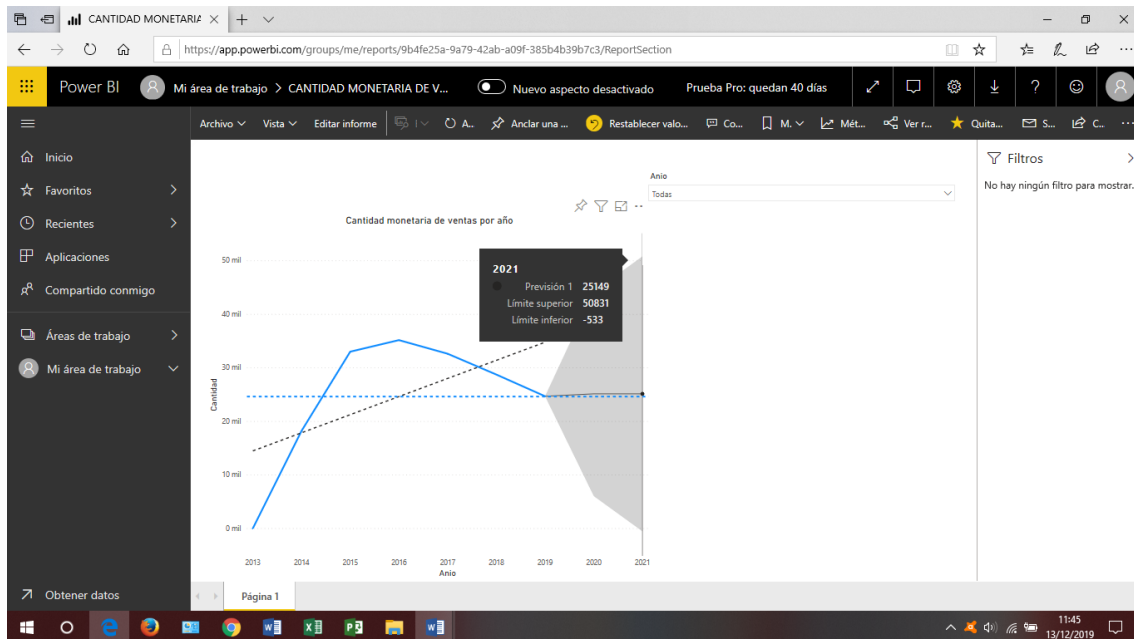 CANTIDAD MONETARIA
https://app.powerbi.com/groups/me/reports/9b4fe25a-9a79-42ab-a09f-385b4b39b7c3/ReportSection
Power BI
Mi área de trabajo > CANTIDAD MONETARIA DE V...
Nuevo aspecto desactivado
Prueba Pro: quedan 40 días
Archivo
Vista
Editar informe
A..
Anclar una ...
Restablecer valo...
Co...
M.
Mét...
Ver r...
Quita...
S...
C..
Inicio
Favoritos
Recientes
Aplicaciones
Compartido conmigo
Áreas de trabajo
Mi área de trabajo
Obtener datos
Filtros
No hay ningún filtro para mostrar.
Anio
Todas
Cantidad monetaria de ventas por año
2021
Previsión 1 25149
Límite superior 50831
Límite inferior -533
50 mil
40 mil
30 mil
20 mil
10 mil
0 mil
Cantidad
2013 2014 2015 2016 2017 2018 2019 2020 2021
Anio
Página 1
11:45
13/12/2019